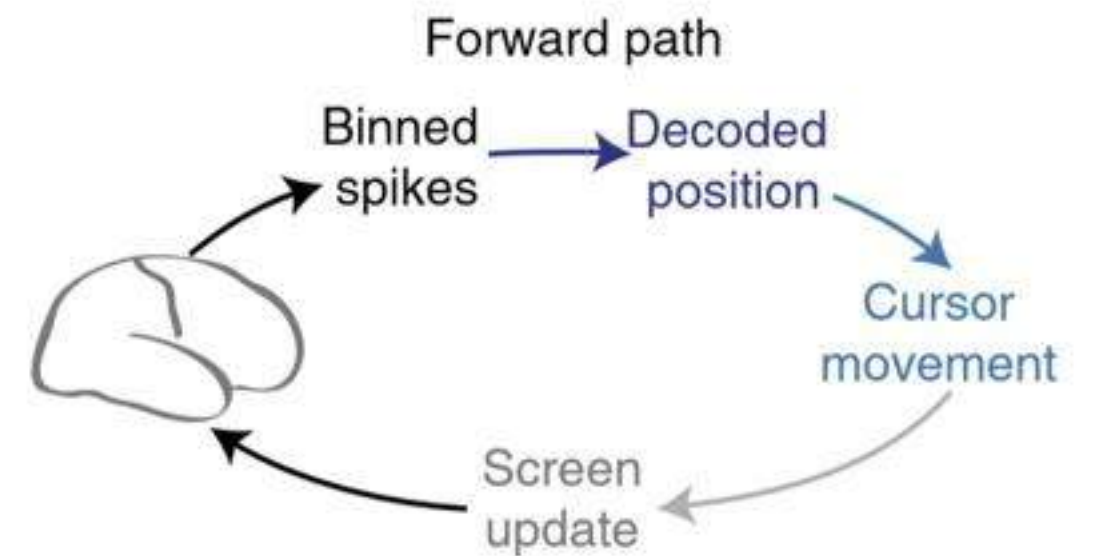 Forward path
Binned
spikes
Decoded
position
Cursor
movement
Screen
update